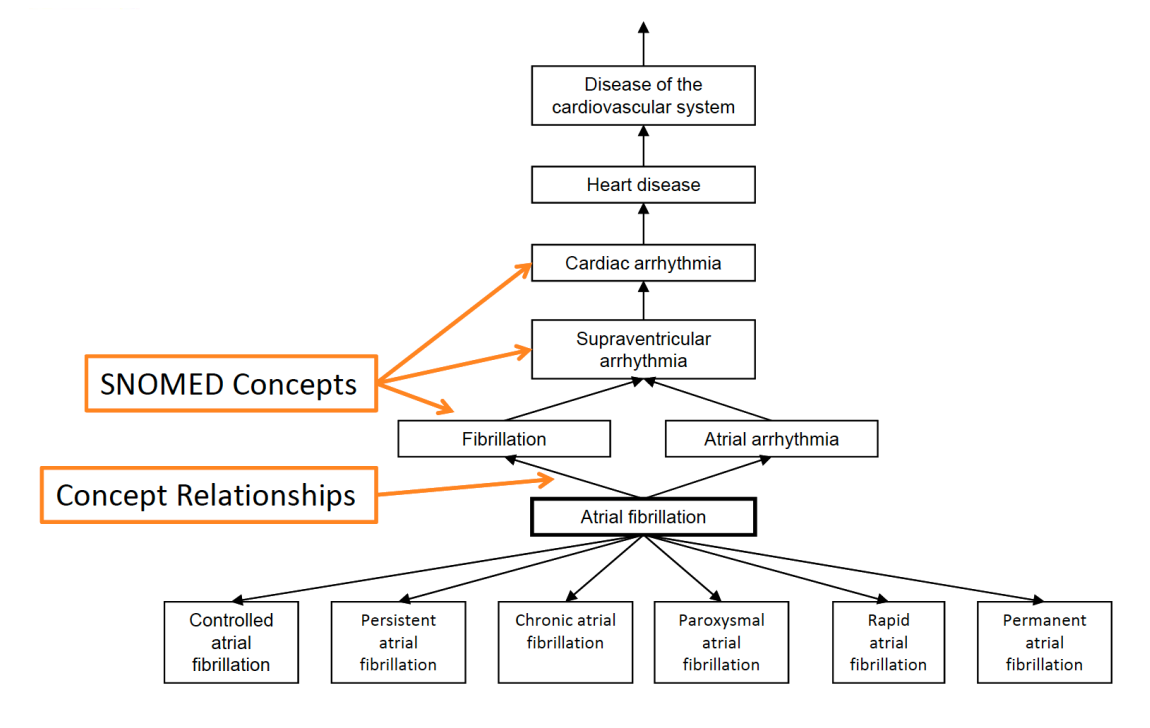 Disease of the
cardiovascular system
Heart disease
Cardiac arrhythmia
Supraventricular
arrhythmia
SNOMED Concepts
Fibrillation
Atrial arrhythmia
Concept Relationships
Atrial fibrillation
Controlled
atrial
fibrillation
Persistent
atrial
fibrillation
Chronic atrial
fibrillation
Paroxysmal
atrial
fibrillation
Rapid
atrial
fibrillation
Permanent
atrial
fibrillation